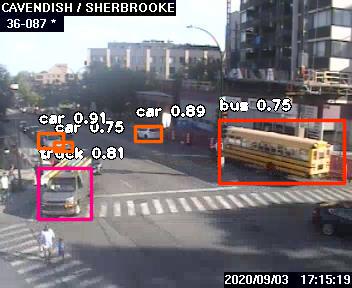 CAVENDISH / SHERBROOKE
36-087 *
car 0.91
car 0.75
car 0.89
bus 0.75
truck 0.81
2020/09/03 17:15:19